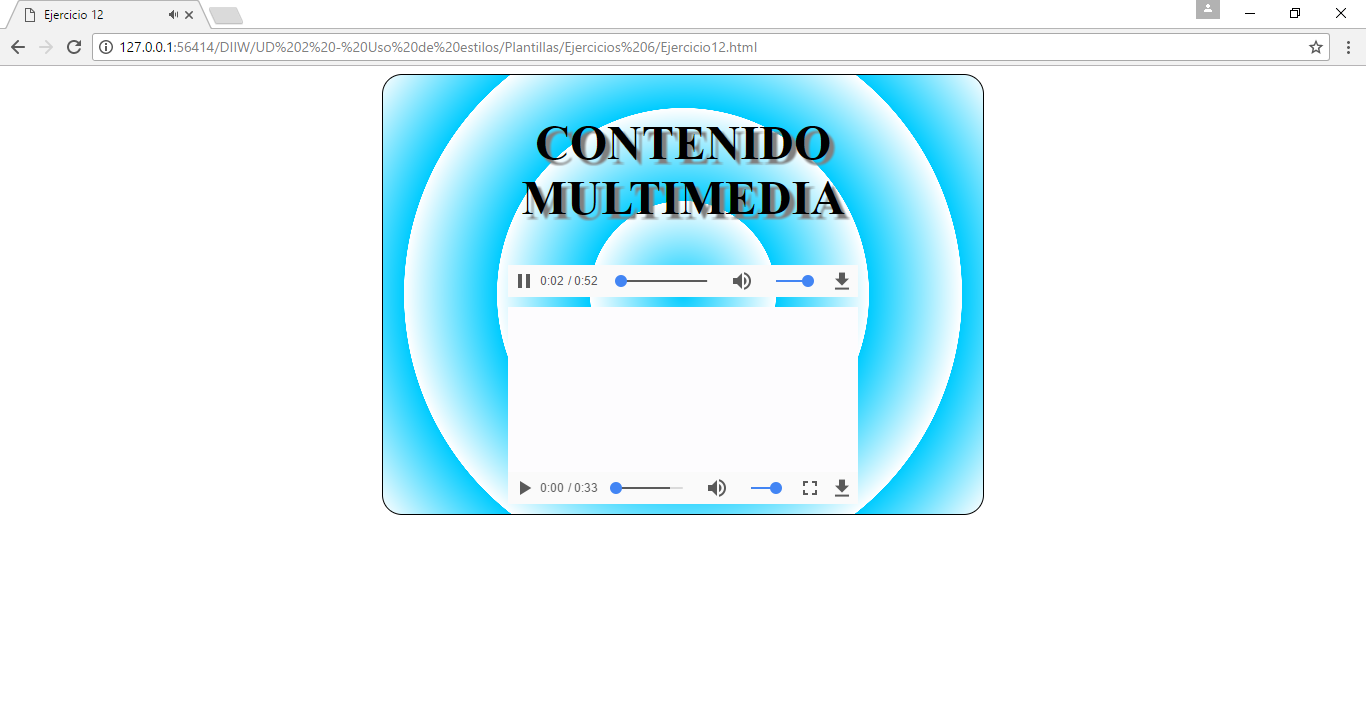 Ejercicio 12
127.0.0.1:56414/DIIW/UD%202%20-%20Uso%20de%20estilos/Plantillas/Ejercicios%206/Ejercicio12.html
CONTENIDO
MULTIMEDIA
0:02 / 0:52
0:00 / 0:33